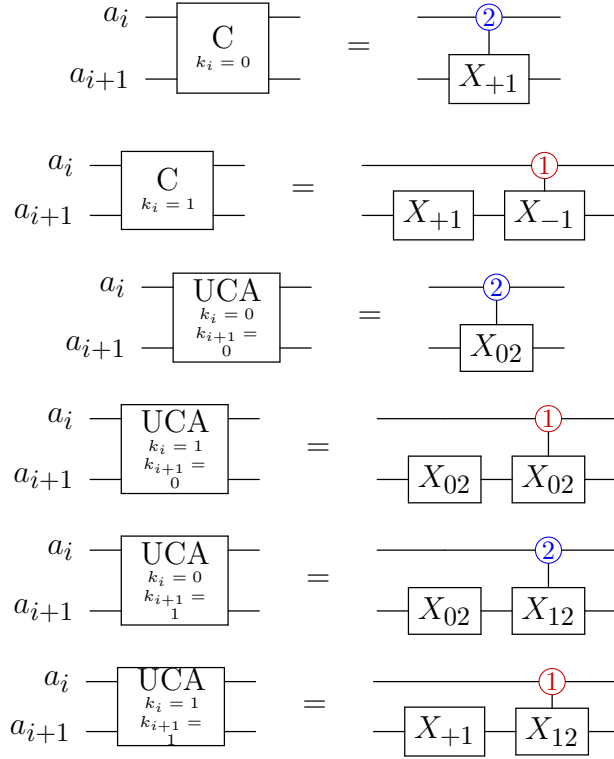 a_i C k_i = 0 a_{i+1} = 2 X_{+1}
a_i C k_i = 1 a_{i+1} = X_{+1} 1 X_{−1}
a_i UCA k_i = 0 k_{i+1} = 0 a_{i+1} = 2 X_{02}
a_i UCA k_i = 1 k_{i+1} = 0 a_{i+1} = X_{02} 1 X_{02}
a_i UCA k_i = 0 k_{i+1} = 1 a_{i+1} = X_{02} 2 X_{12}
a_i UCA k_i = 1 k_{i+1} = 1 a_{i+1} = X_{+1} 1 X_{12}